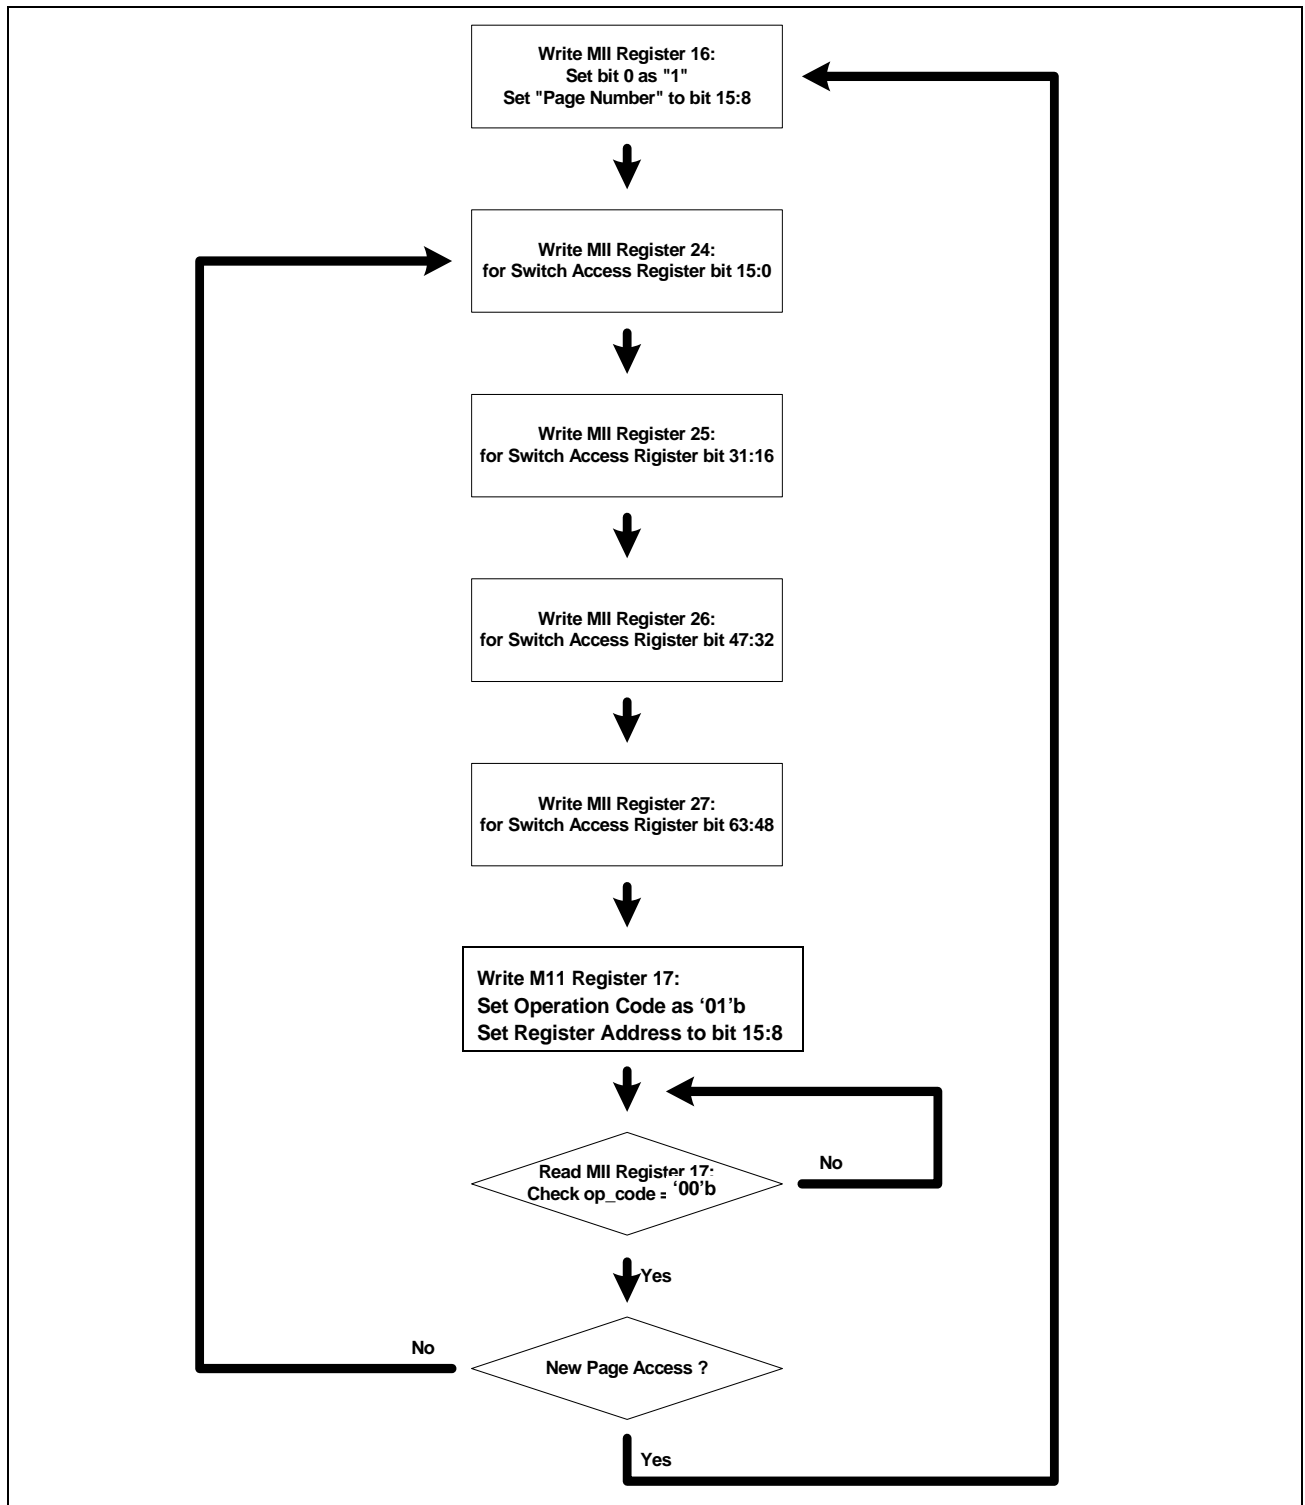 Write MII Register 16:
Set bit 0 as "1"
Set "Page Number" to bit 15:8
Write MII Register 24:
for Switch Access Register bit 15:0
Write MII Register 25:
for Switch Access Rigister bit 31:16
Write MII Register 26:
for Switch Access Rigister bit 47:32
Write MII Register 27:
for Switch Access Rigister bit 63:48
Write M11 Register 17:
Set Operation Code as ‘01’b
Set Register Address to bit 15:8
Read MII Register 17:
Check op_code = ‘00’b
No
Yes
No
New Page Access ?
Yes